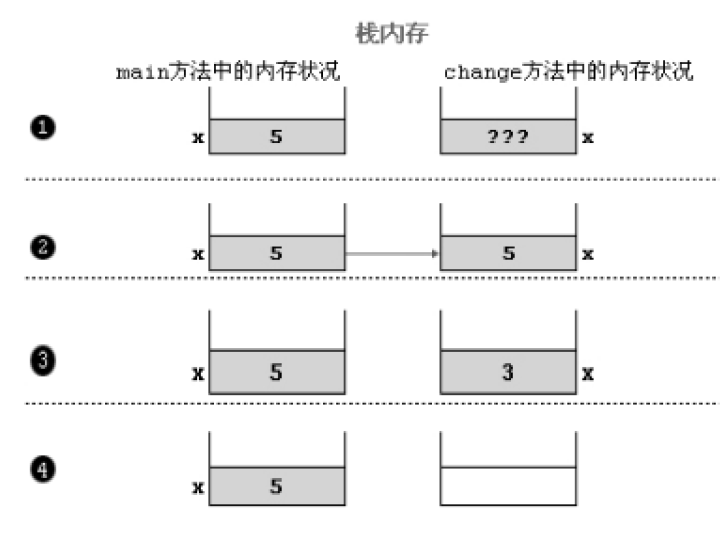 栈内存
main方法中的内存状况 change方法中的内存状况
❶ x 5 ??? x
❷ x 5 5 x
❸ x 5 3 x
❹ x 5